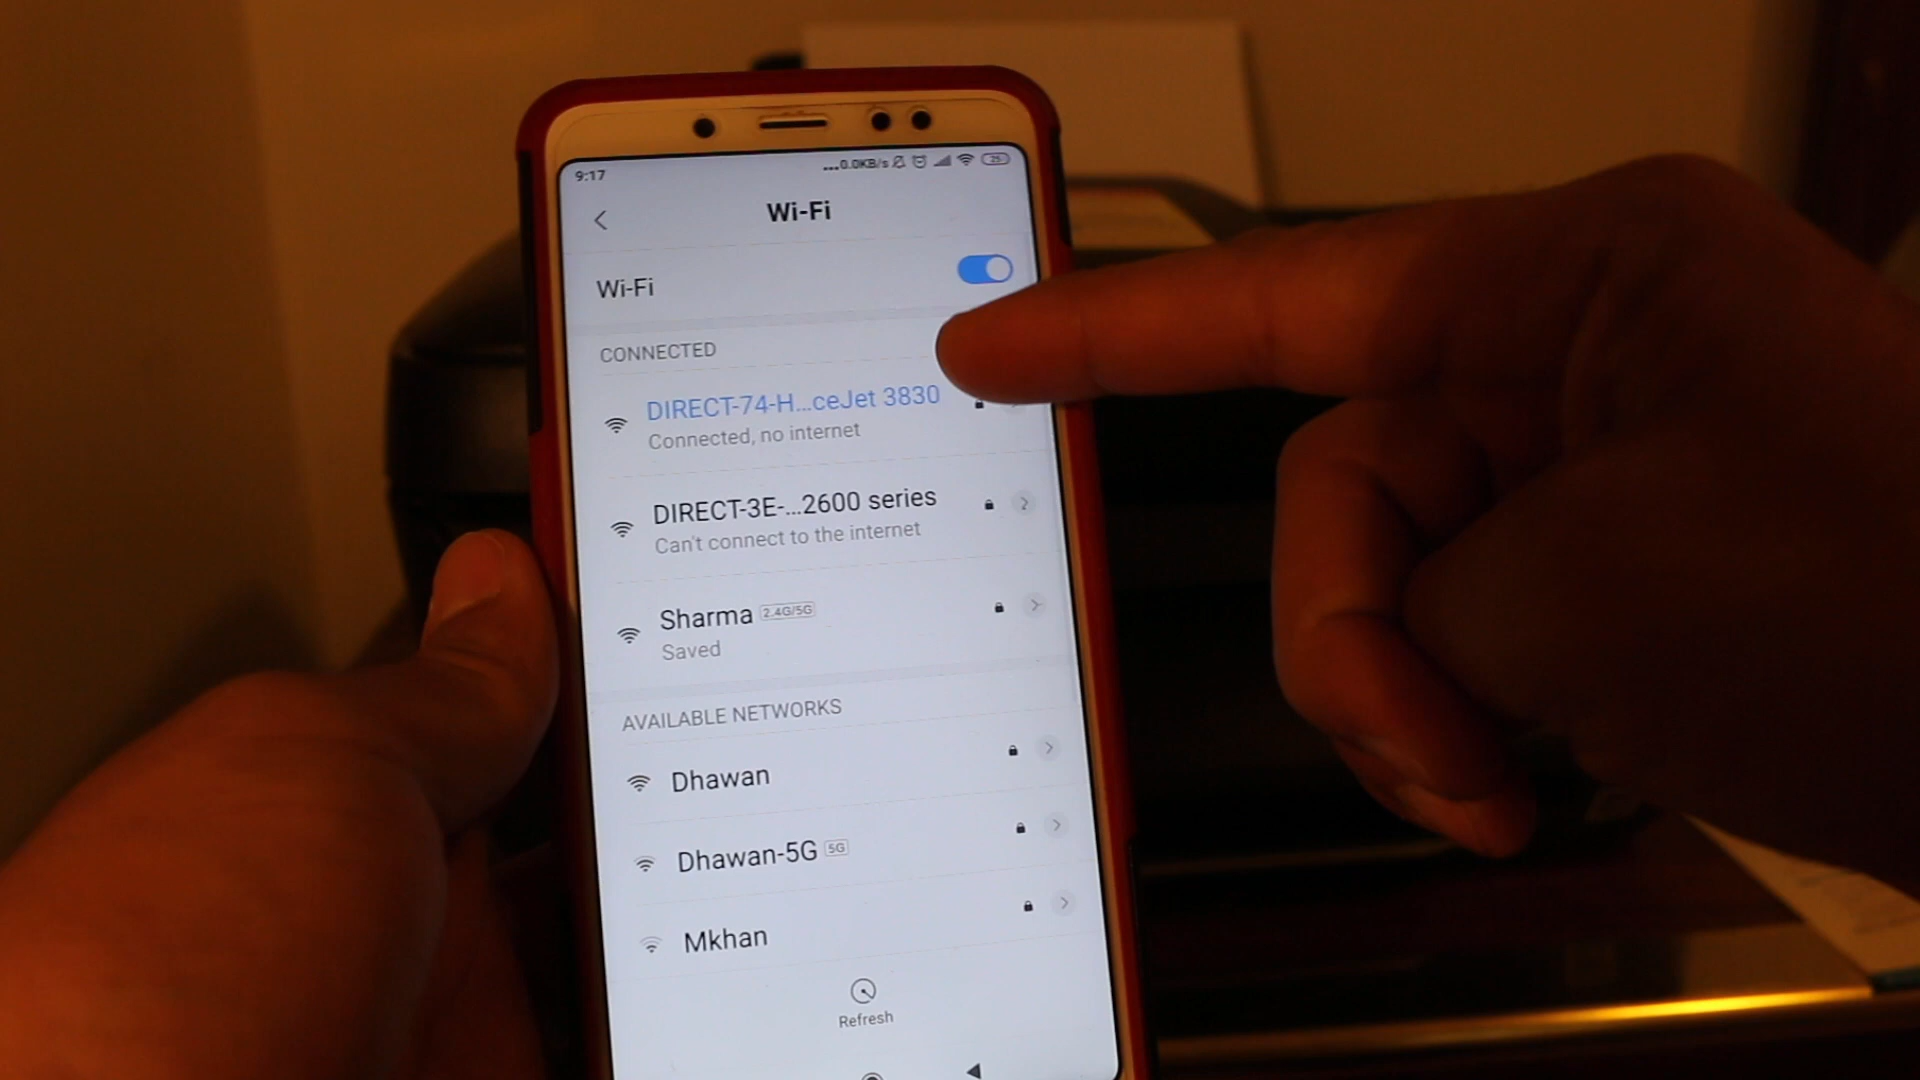 9:17
...0.0KB/s 25
Wi-Fi
Wi-Fi
CONNECTED
DIRECT-74-H...ceJet 3830
Connected, no internet
DIRECT-3E-...2600 series
Can't connect to the internet
Sharma 2.4G/5G
Saved
AVAILABLE NETWORKS
Dhawan
Dhawan-5G 5G
Mkhan
Refresh